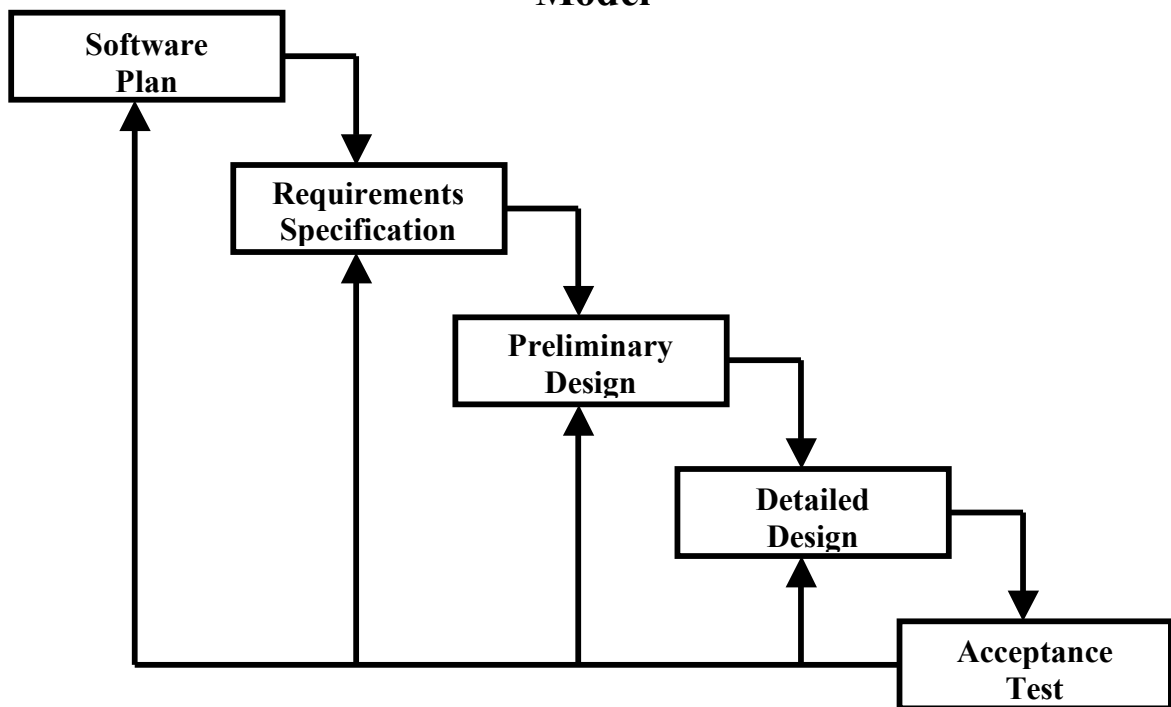 Model
Software
Plan
Requirements
Specification
Preliminary
Design
Detailed
Design
Acceptance
Test